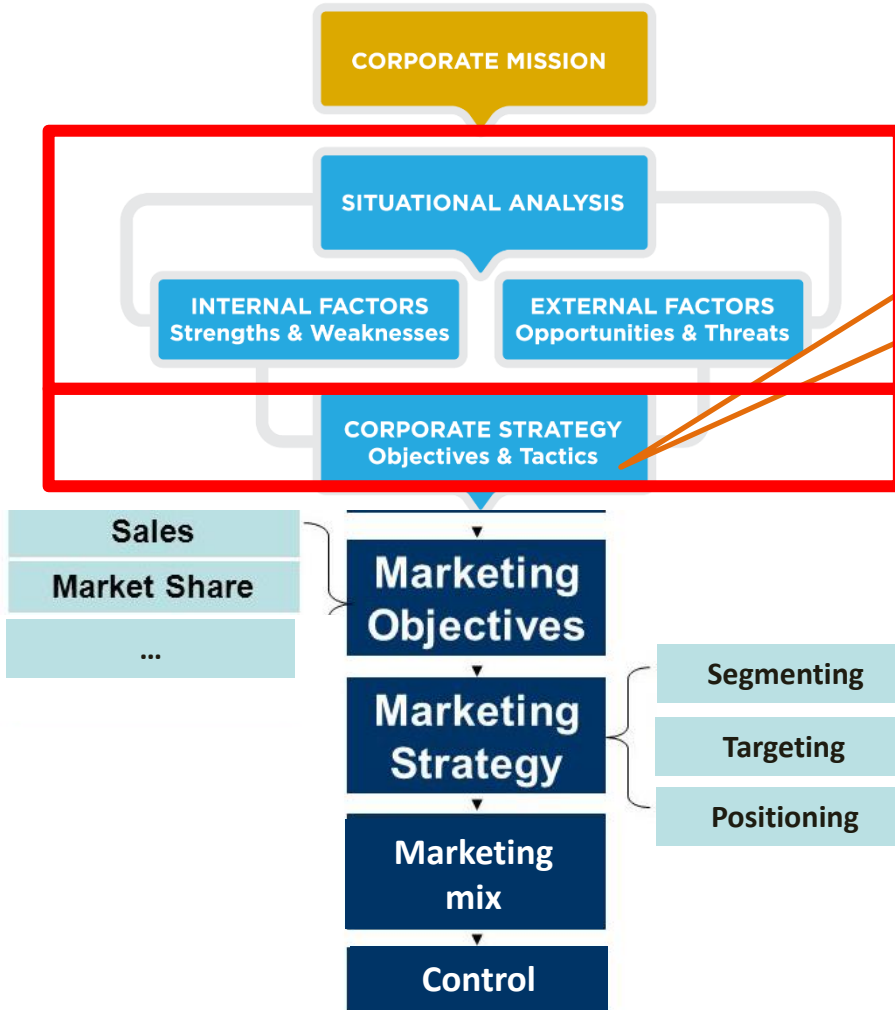 CORPORATE MISSION
SITUATIONAL ANALYSIS
INTERNAL FACTORS
Strengths & Weaknesses
EXTERNAL FACTORS
Opportunities & Threats
CORPORATE STRATEGY
Objectives & Tactics
Sales
Market Share
...
Marketing
Objectives
Marketing
Strategy
Segmenting
Targeting
Positioning
Marketing
mix
Control